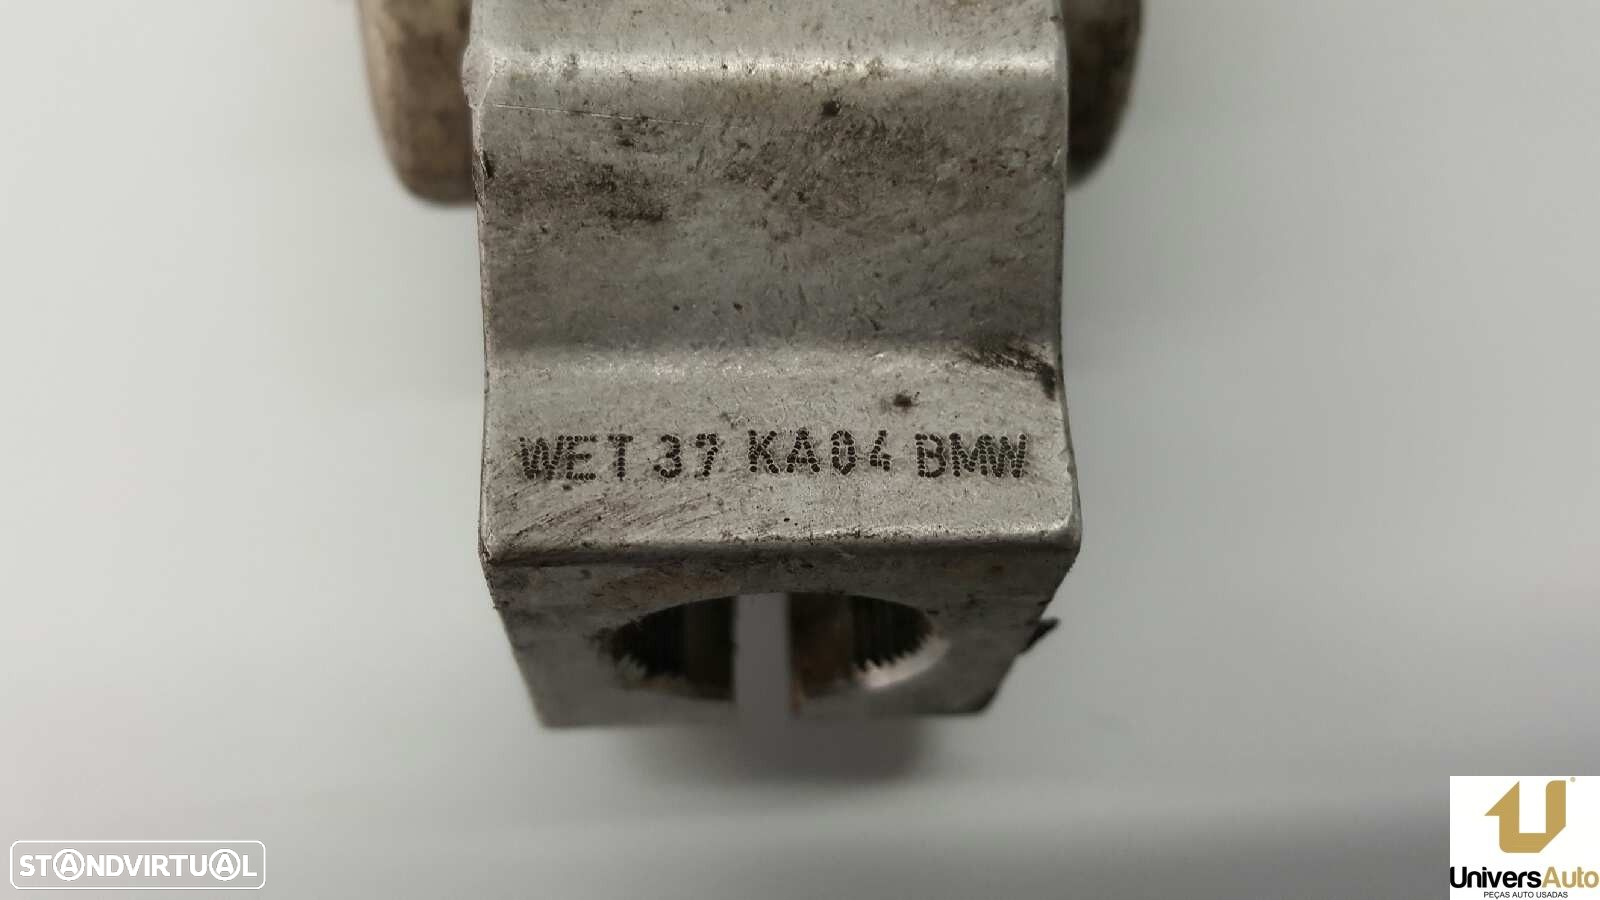 WET 37 KA04 BMW
STANDVIRTUAL
UniversAuto
PEÇAS AUTO USADAS